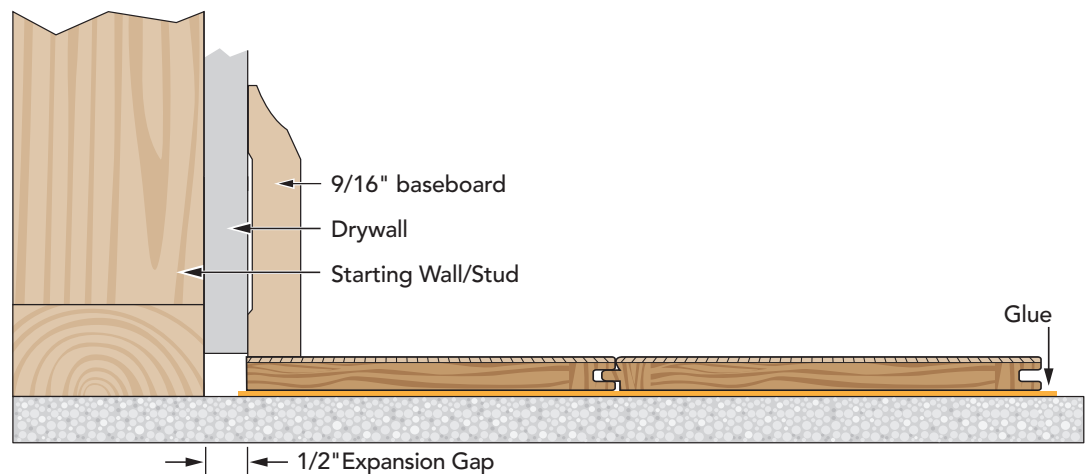 9/16" baseboard
Drywall
Starting Wall/Stud
Glue
1/2"Expansion Gap